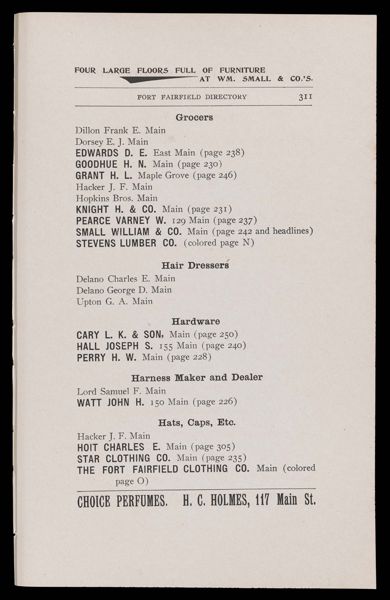 FOUR LARGE FLOORS FULL OF FURNITURE
AT WM. SMALL & CO.'S.
FORT FAIRFIELD DIRECTORY 311
Grocers
Dillon Frank E. Main
Dorsey E. J. Main
EDWARDS D. E. East Main (page 238)
GOODHUE H. N. Main (page 230)
GRANT H. L. Maple Grove (page 246)
Hacker J. F. Main
Hopkins Bros. Main
KNIGHT H. & CO. Main (page 231)
PEARCE VARNEY W. 129 Main (page 237)
SMALL WILLIAM & CO. Main (page 242 and headlines)
STEVENS LUMBER CO. (colored page N)
Hair Dressers
Delano Charles E. Main
Delano George D. Main
Upton G. A. Main
Hardware
CARY L. K. & SON, Main (page 250)
HALL JOSEPH S. 155 Main (page 240)
PERRY H. W. Main (page 228)
Harness Maker and Dealer
Lord Samuel F. Main
WATT JOHN H. 150 Main (page 226)
Hats, Caps, Etc.
Hacker J. F. Main
HOIT CHARLES E. Main (page 305)
STAR CLOTHING CO. Main (page 235)
THE FORT FAIRFIELD CLOTHING CO. Main (colored
page O)
CHOICE PERFUMES. H. C. HOLMES, 117 Main St.